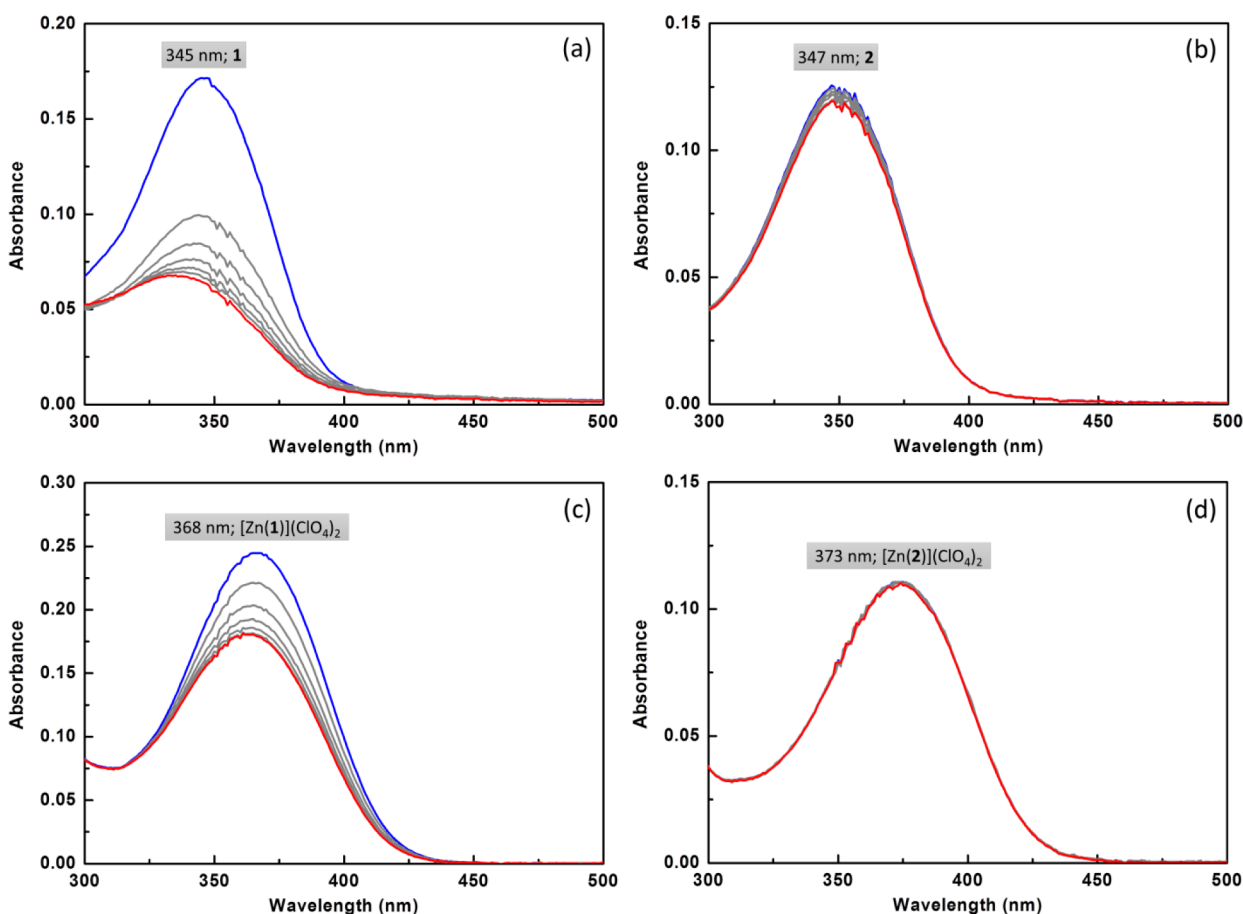 (a)
345 nm; 1
Absorbance
0.20
0.15
0.10
0.05
0.00
300 350 400 450 500
Wavelength (nm)
(b)
347 nm; 2
Absorbance
0.15
0.10
0.05
0.00
300 350 400 450 500
Wavelength (nm)
(c)
368 nm; [Zn(1)](ClO4)2
Absorbance
0.30
0.25
0.20
0.15
0.10
0.05
0.00
300 350 400 450 500
Wavelength (nm)
(d)
373 nm; [Zn(2)](ClO4)2
Absorbance
0.15
0.10
0.05
0.00
300 350 400 450 500
Wavelength (nm)